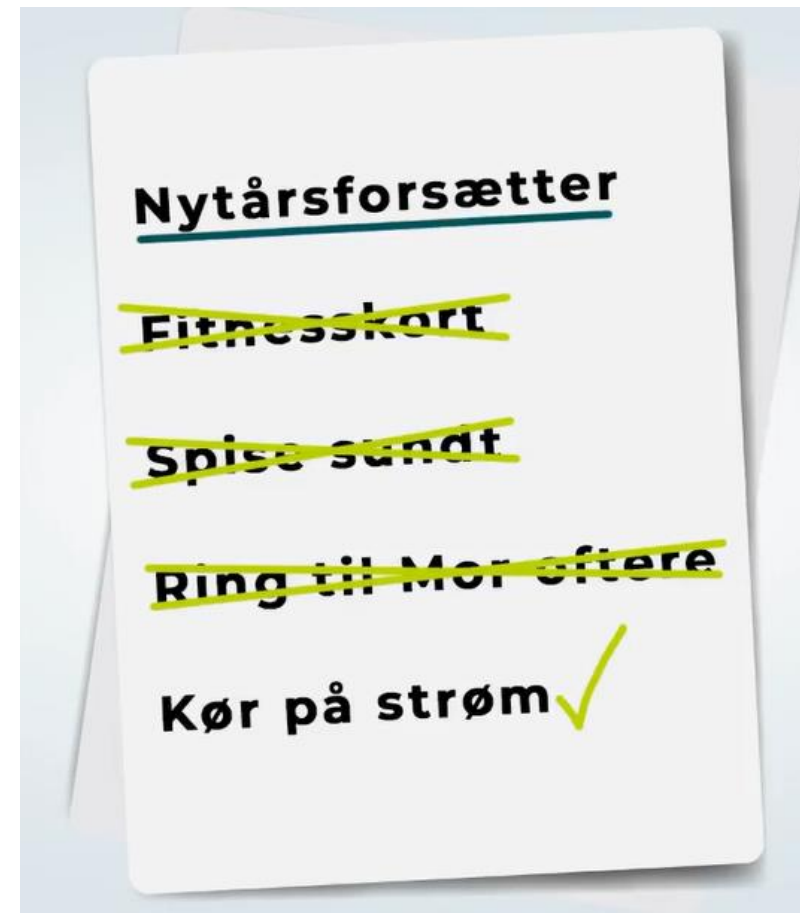 Nytårsforsætter
Fitnesskort
Spise sundt
Ring til Mor oftere
Kør på strøm